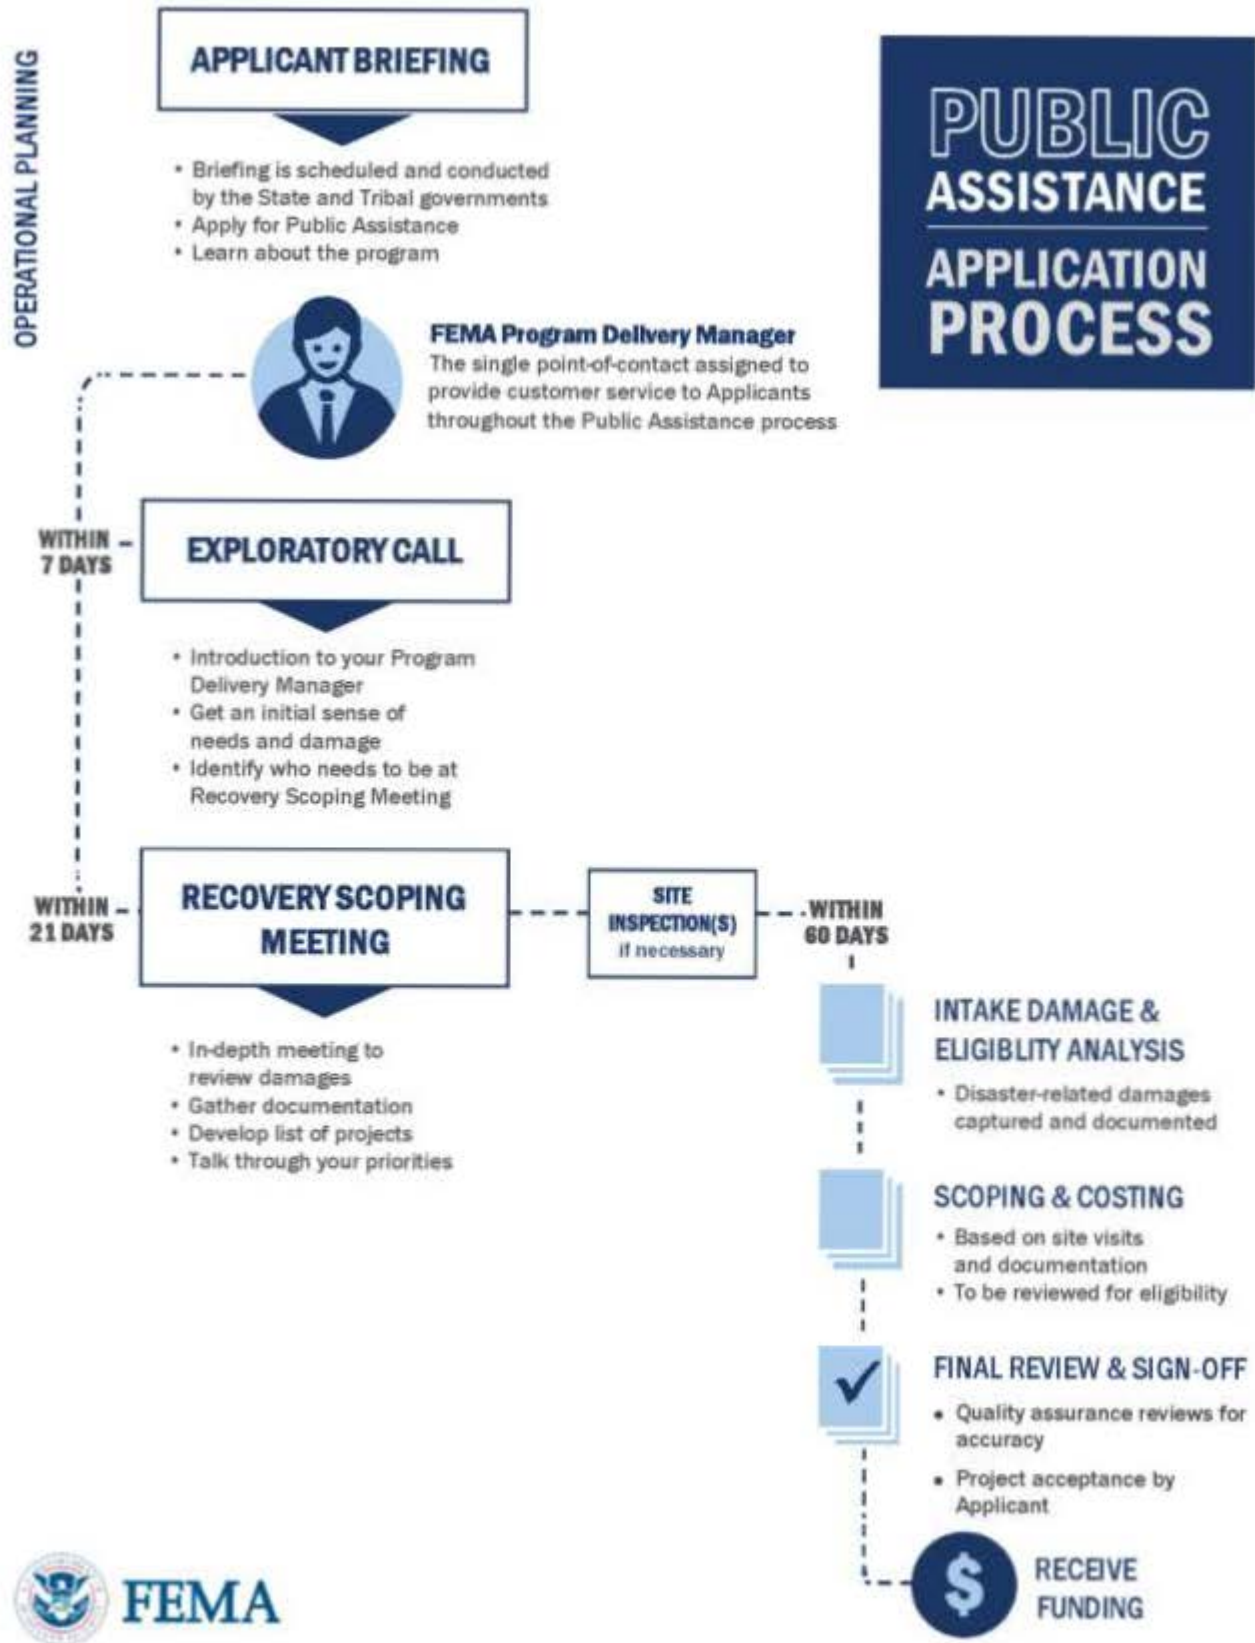 OPERATIONAL PLANNING
APPLICANT BRIEFING
• Briefing is scheduled and conducted
by the State and Tribal governments
• Apply for Public Assistance
• Learn about the program
PUBLIC
ASSISTANCE
APPLICATION
PROCESS
FEMA Program Delivery Manager
The single point-of-contact assigned to
provide customer service to Applicants
throughout the Public Assistance process
WITHIN
7 DAYS
EXPLORATORY CALL
• Introduction to your Program
Delivery Manager
• Get an initial sense of
needs and damage
• Identify who needs to be at
Recovery Scoping Meeting
WITHIN
21 DAYS
RECOVERY SCOPING
MEETING
• In-depth meeting to
review damages
• Gather documentation
• Develop list of projects
• Talk through your priorities
SITE
INSPECTION(S)
if necessary
WITHIN
60 DAYS
INTAKE DAMAGE &
ELIGIBLITY ANALYSIS
• Disaster-related damages
captured and documented
SCOPING & COSTING
• Based on site visits
and documentation
• To be reviewed for eligibility
FINAL REVIEW & SIGN-OFF
• Quality assurance reviews for
accuracy
• Project acceptance by
Applicant
$
RECEIVE
FUNDING
FEMA